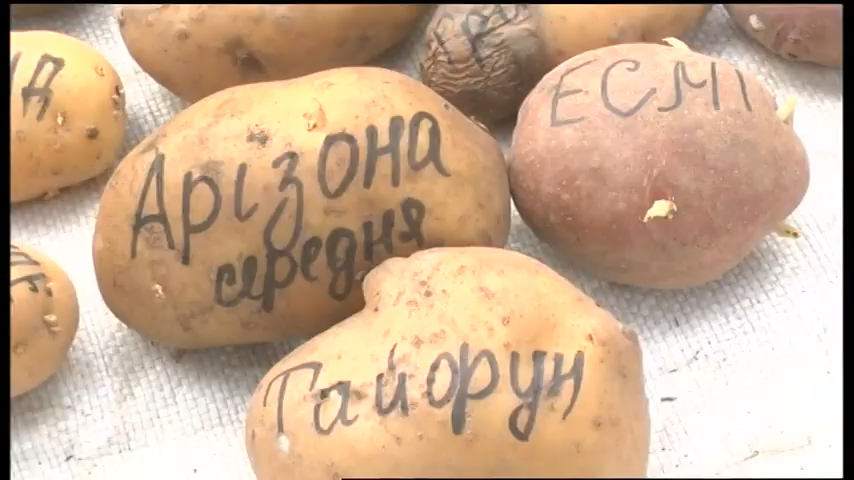 ЕСМІ
Арізона
середня
Тайфун